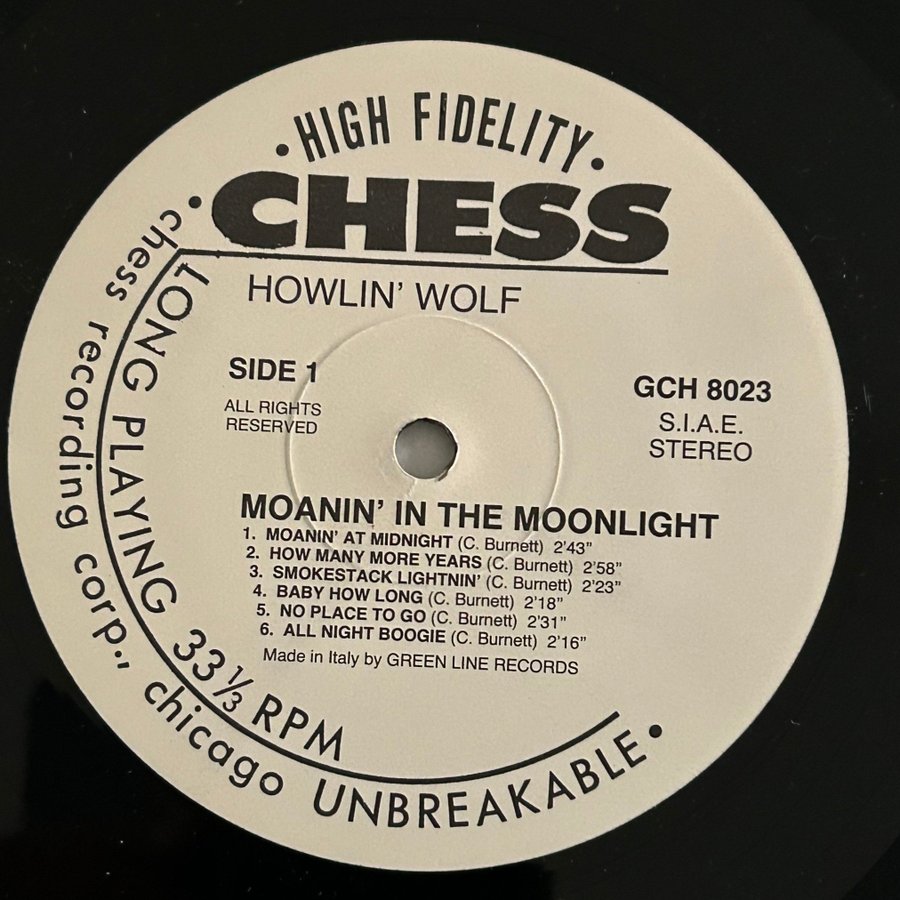 • HIGH FIDELITY •
CHESS
HOWLIN' WOLF
SIDE 1
ALL RIGHTS
RESERVED
GCH 8023
S.I.A.E.
STEREO
MOANIN' IN THE MOONLIGHT
1. MOANIN' AT MIDNIGHT (C. Burnett) 2'43"
2. HOW MANY MORE YEARS (C. Burnett) 2'58"
3. SMOKESTACK LIGHTNIN' (C. Burnett) 2'23"
4. BABY HOW LONG (C. Burnett) 2'18"
5. NO PLACE TO GO (C. Burnett) 2'31"
6. ALL NIGHT BOOGIE (C. Burnett) 2'16"
Made in Italy by GREEN LINE RECORDS
LONG PLAYING 33⅓ RPM
• chess recording corp., chicago UNBREAKABLE •